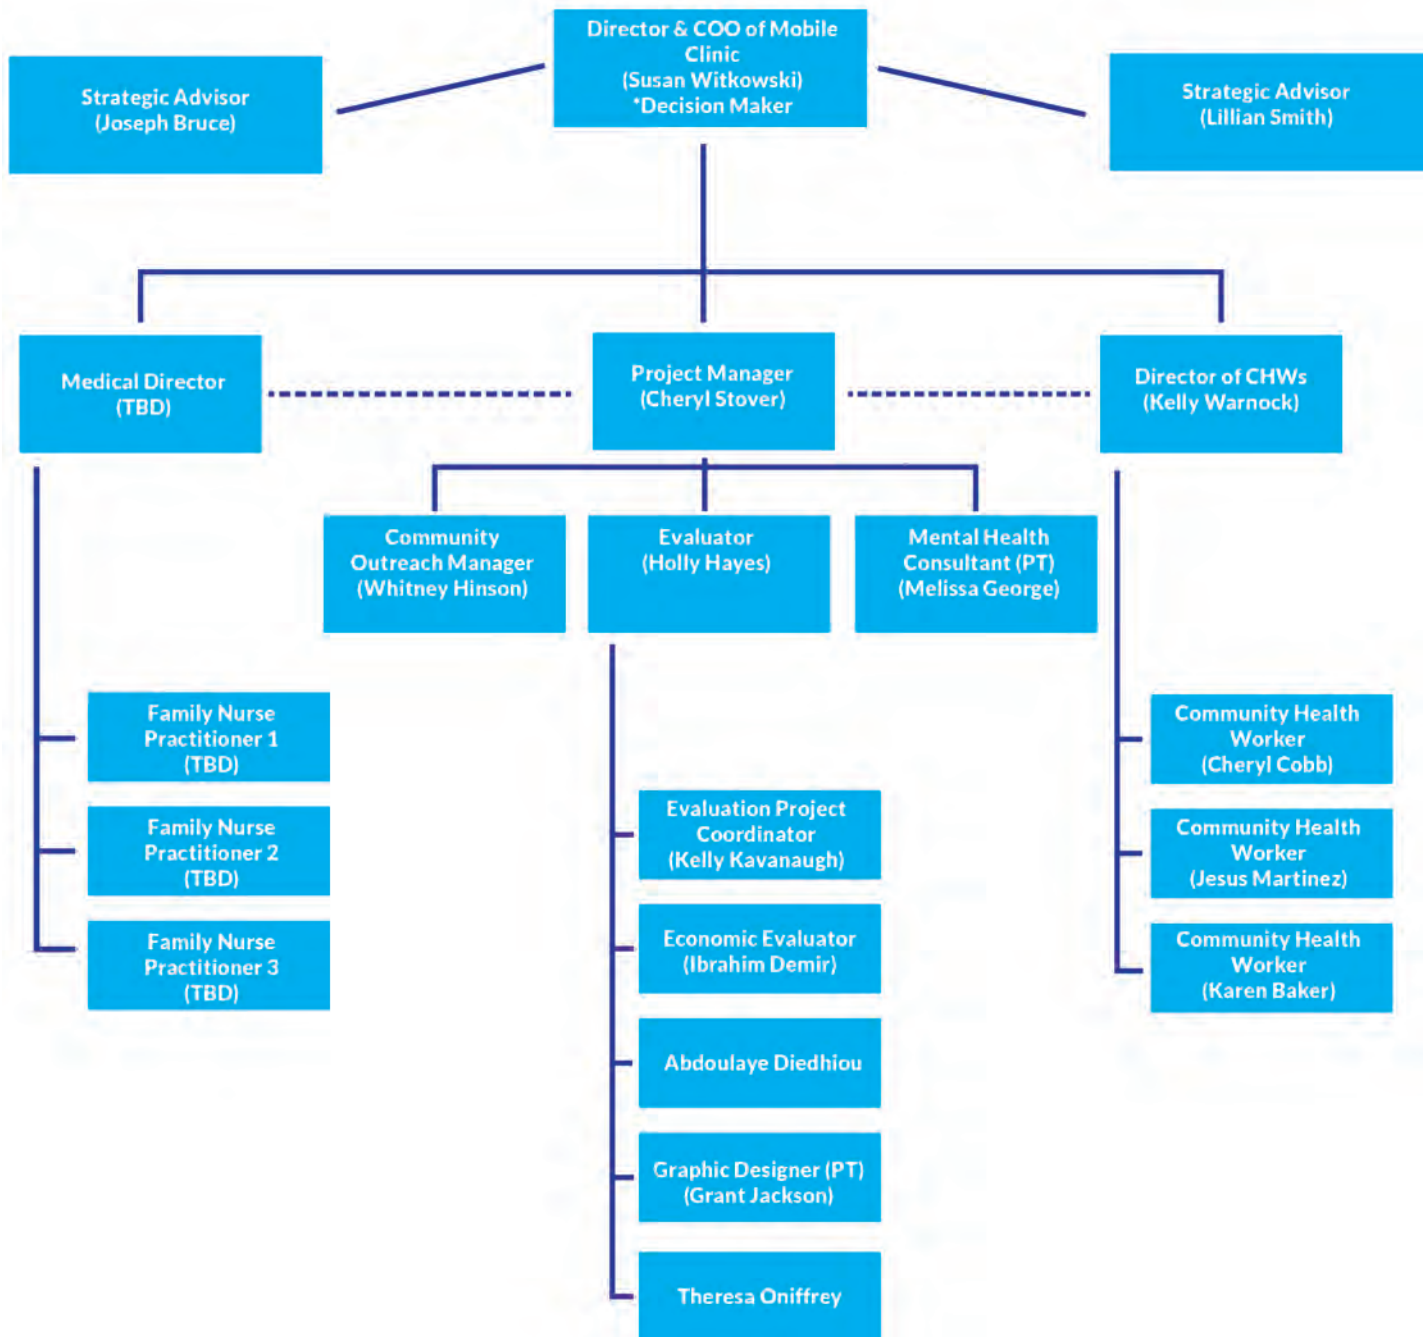 Director & COO of Mobile
Clinic
(Susan Witkowski)
*Decision Maker
Strategic Advisor
(Joseph Bruce)
Strategic Advisor
(Lillian Smith)
Medical Director
(TBD)
Project Manager
(Cheryl Stover)
Director of CHWs
(Kelly Warnock)
Community
Outreach Manager
(Whitney Hinson)
Evaluator
(Holly Hayes)
Mental Health
Consultant (PT)
(Melissa George)
Family Nurse
Practitioner 1
(TBD)
Family Nurse
Practitioner 2
(TBD)
Family Nurse
Practitioner 3
(TBD)
Evaluation Project
Coordinator
(Kelly Kavanaugh)
Economic Evaluator
(Ibrahim Demir)
Abdoulaye Diedhiou
Graphic Designer (PT)
(Grant Jackson)
Theresa Oniffrey
Community Health
Worker
(Cheryl Cobb)
Community Health
Worker
(Jesus Martinez)
Community Health
Worker
(Karen Baker)